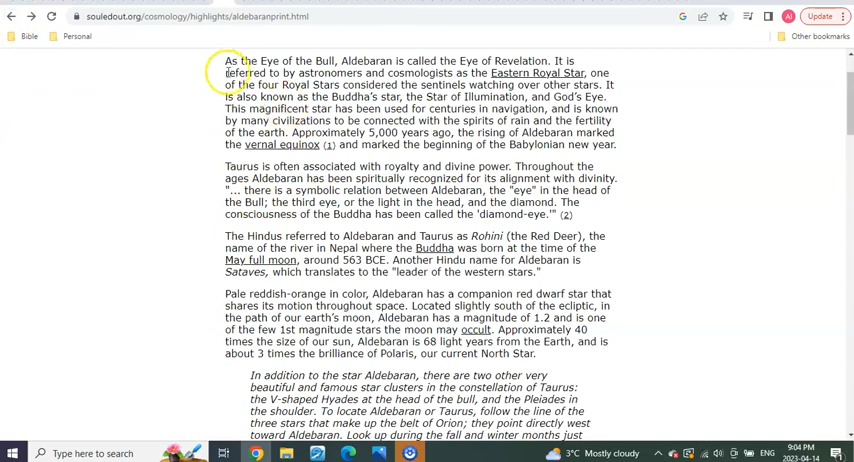 souledout.org/cosmology/highlights/aldebaranprint.html
AI
Update
Bible
Personal
Other bookmarks
As the Eye of the Bull, Aldebaran is called the Eye of Revelation. It is
referred to by astronomers and cosmologists as the Eastern Royal Star, one
of the four Royal Stars considered the sentinels watching over other stars. It
is also known as the Buddha's star, the Star of Illumination, and God's Eye.
This magnificent star has been used for centuries in navigation, and is known
by many civilizations to be connected with the spirits of rain and the fertility
of the earth. Approximately 5,000 years ago, the rising of Aldebaran marked
the vernal equinox (1) and marked the beginning of the Babylonian new year.
Taurus is often associated with royalty and divine power. Throughout the
ages Aldebaran has been spiritually recognized for its alignment with divinity.
"... there is a symbolic relation between Aldebaran, the "eye" in the head of
the Bull; the third eye, or the light in the head, and the diamond. The
consciousness of the Buddha has been called the 'diamond-eye.'" (2)
The Hindus referred to Aldebaran and Taurus as Rohini (the Red Deer), the
name of the river in Nepal where the Buddha was born at the time of the
May full moon, around 563 BCE. Another Hindu name for Aldebaran is
Sataves, which translates to the "leader of the western stars."
Pale reddish-orange in color, Aldebaran has a companion red dwarf star that
shares its motion throughout space. Located slightly south of the ecliptic, in
the path of our earth's moon, Aldebaran has a magnitude of 1.2 and is one
of the few 1st magnitude stars the moon may occult. Approximately 40
times the size of our sun, Aldebaran is 68 light years from the Earth, and is
about 3 times the brilliance of Polaris, our current North Star.
In addition to the star Aldebaran, there are two other very
beautiful and famous star clusters in the constellation of Taurus:
the V-shaped Hyades at the head of the bull, and the Pleiades in
the shoulder. To locate Aldebaran or Taurus, follow the line of the
three stars that make up the belt of Orion; they point directly west
toward Aldebaran. Look up during the fall and winter months just
Type here to search
3°C Mostly cloudy
ENG
9:04 PM
2023-04-14